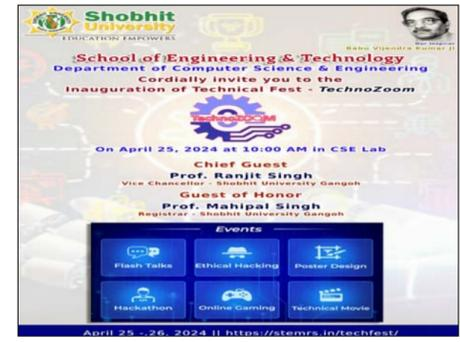 Shobhit
University
EDUCATION EMPOWERS
Our Inspirer
Babu Vijendra Kumar Ji
School of Engineering & Technology
Department of Computer Science & Engineering
Cordially invite you to the
Inauguration of Technical Fest - TechnoZoom
TechnoZOOM
On April 25, 2024 at 10:00 AM in CSE Lab
Chief Guest
Prof. Ranjit Singh
Vice Chancellor - Shobhit University Gangoh
Guest of Honor
Prof. Mahipal Singh
Registrar - Shobhit University Gangoh
Events
Flash Talks
Ethical Hacking
Poster Design
Hackathon
Online Gaming
Technical Movie
April 25 -.26, 2024 || https://stemrs.in/techfest/